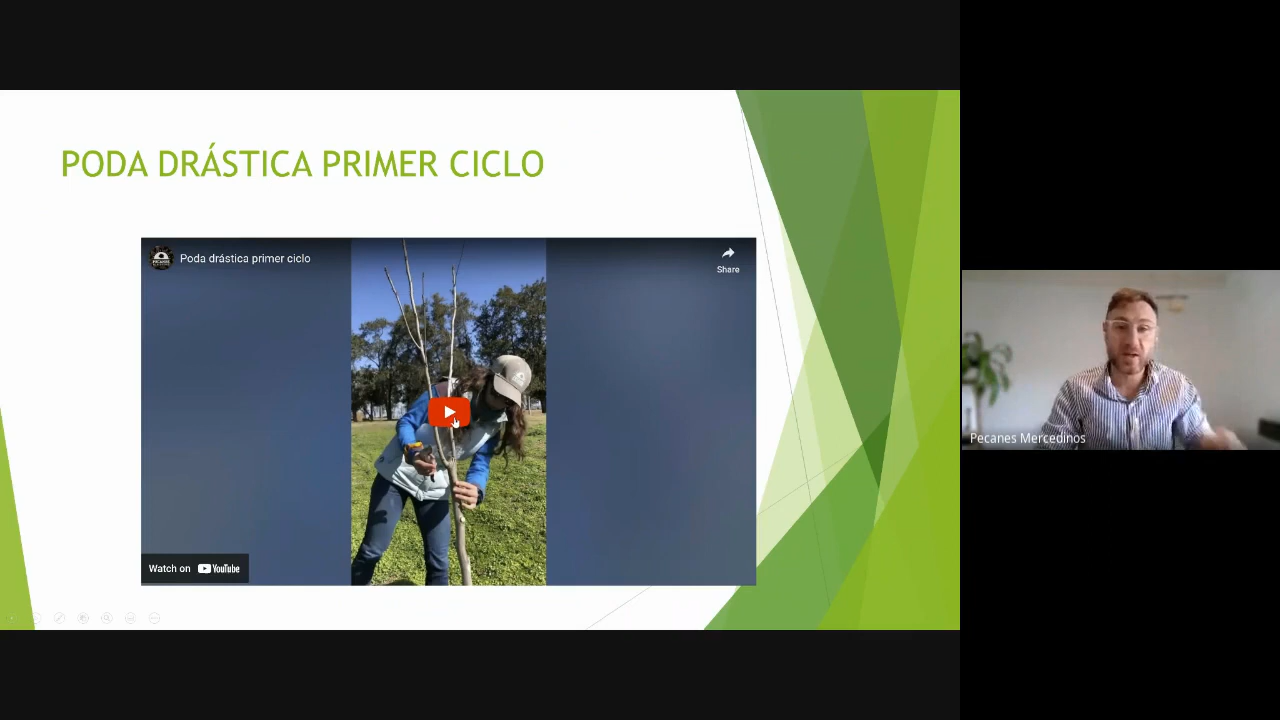 PODA DRÁSTICA PRIMER CICLO
Poda drástica primer ciclo
Share
Watch on YouTube
Pecanes Mercedinos